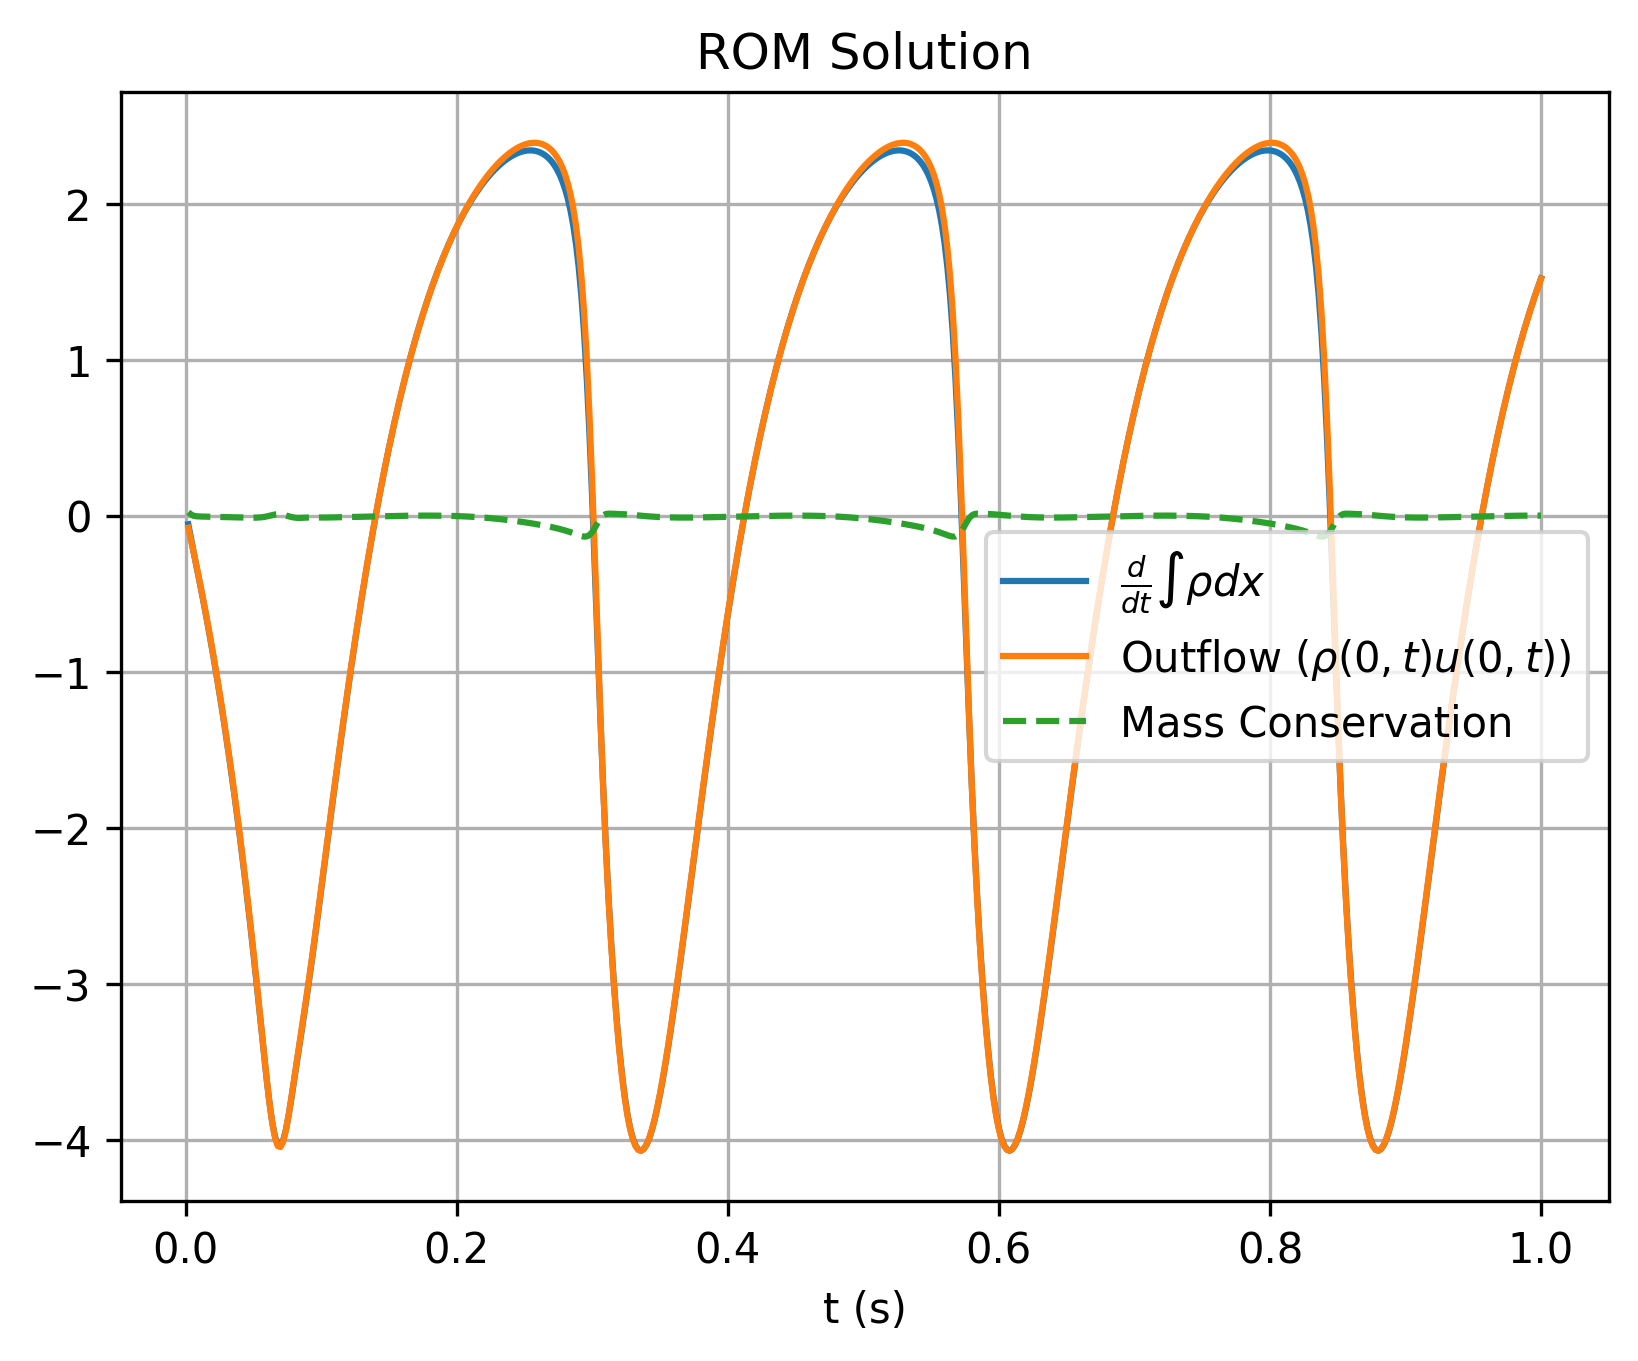 ROM Solution
2
1
0
−1
−2
−3
−4
d/dt ∫ρdx
Outflow (ρ(0, t)u(0, t))
Mass Conservation
0.0 0.2 0.4 0.6 0.8 1.0
t (s)